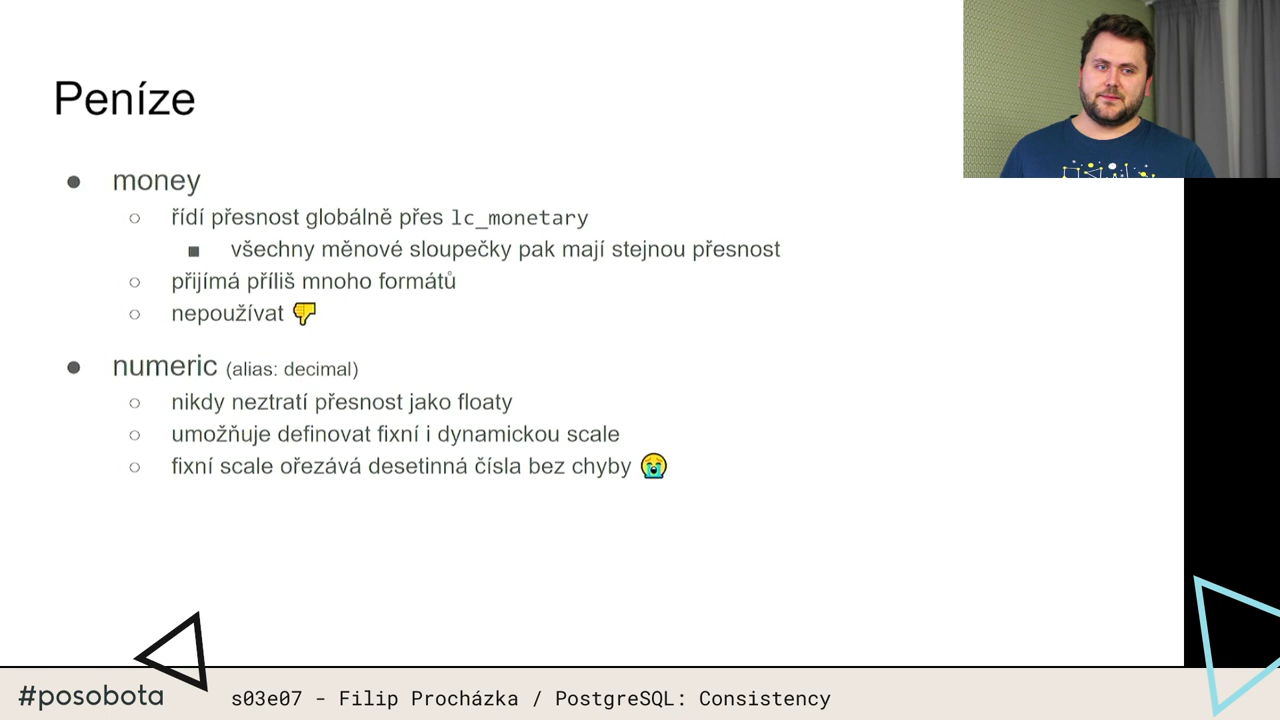 Peníze
● money
○ řídí přesnost globálně přes lc_monetary
■ všechny měnové sloupečky pak mají stejnou přesnost
○ přijímá příliš mnoho formátů
○ nepoužívat 👎
● numeric (alias: decimal)
○ nikdy neztratí přesnost jako floaty
○ umožňuje definovat fixní i dynamickou scale
○ fixní scale ořezává desetinná čísla bez chyby 😭
#posobota
s03e07 - Filip Procházka / PostgreSQL: Consistency